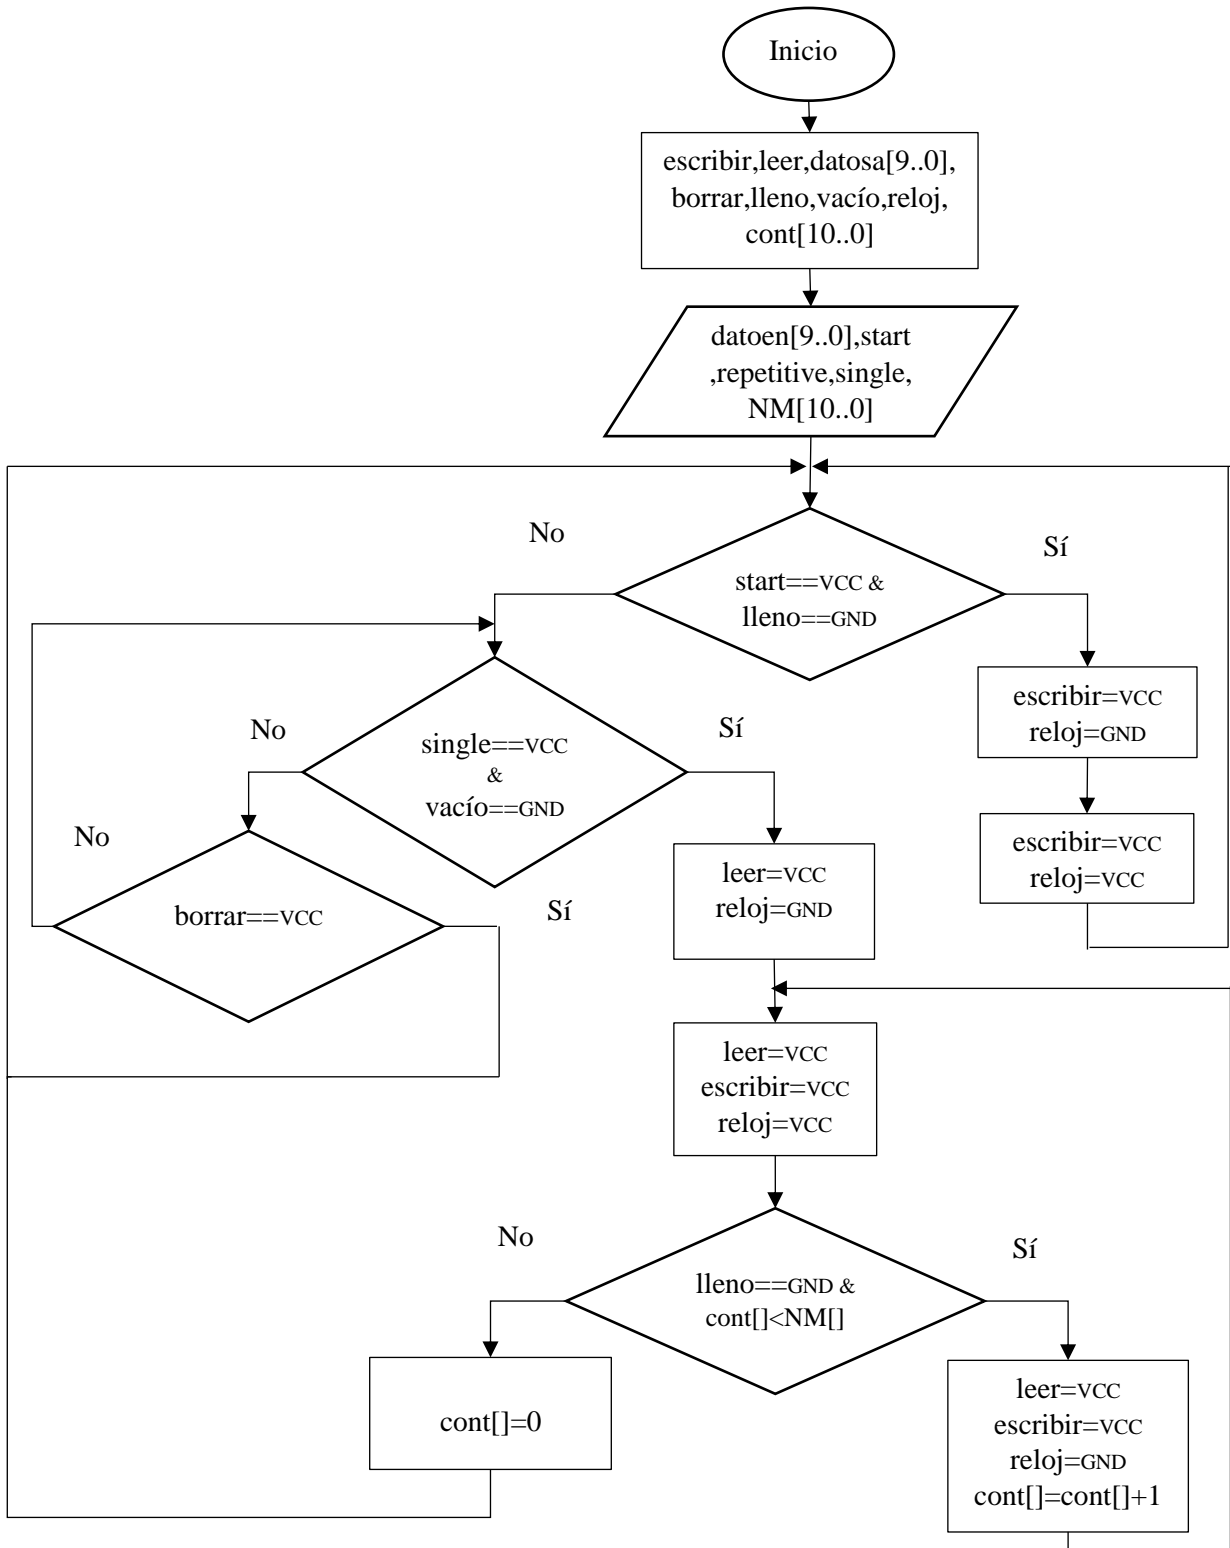 Inicio
escribir,leer,datosa[9..0],
borrar,lleno,vacío,reloj,
cont[10..0]
datoen[9..0],start
,repetitive,single,
NM[10..0]
No
Sí
start==VCC &
lleno==GND
escribir=VCC
reloj=GND
No
Sí
single==VCC
&
vacío==GND
escribir=VCC
reloj=VCC
No
Sí
borrar==VCC
leer=VCC
reloj=GND
leer=VCC
escribir=VCC
reloj=VCC
No
Sí
lleno==GND &
cont[]<NM[]
cont[]=0
leer=VCC
escribir=VCC
reloj=GND
cont[]=cont[]+1